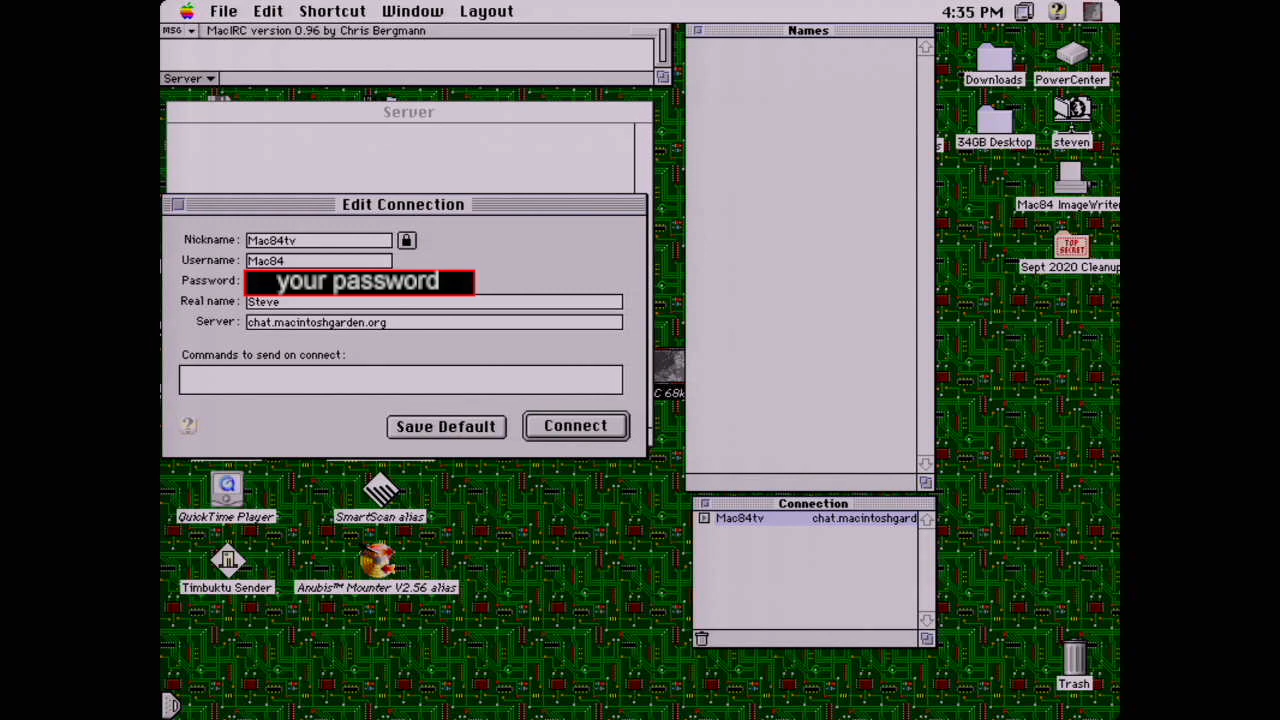 File Edit Shortcut Window Layout 4:35 PM
MSG MacIRC version 0.96 by Chris Bergmann
Names
Server
Server
Edit Connection
Nickname: Mac84tv
Username: Mac84
Password: your password
Real name: Steve
Server: chat.macintoshgarden.org
Commands to send on connect:
Save Default
Connect
C 68k
Downloads
PowerCenter
34GB Desktop
steven
Mac84 ImageWriter
TOP
SECRET
Sept 2020 Cleanup
QuickTime Player
SmartScan alias
Timbuktu Sender
Anubis™ Mounter V2.56 alias
Connection
Mac84tv chat.macintoshgard
Trash